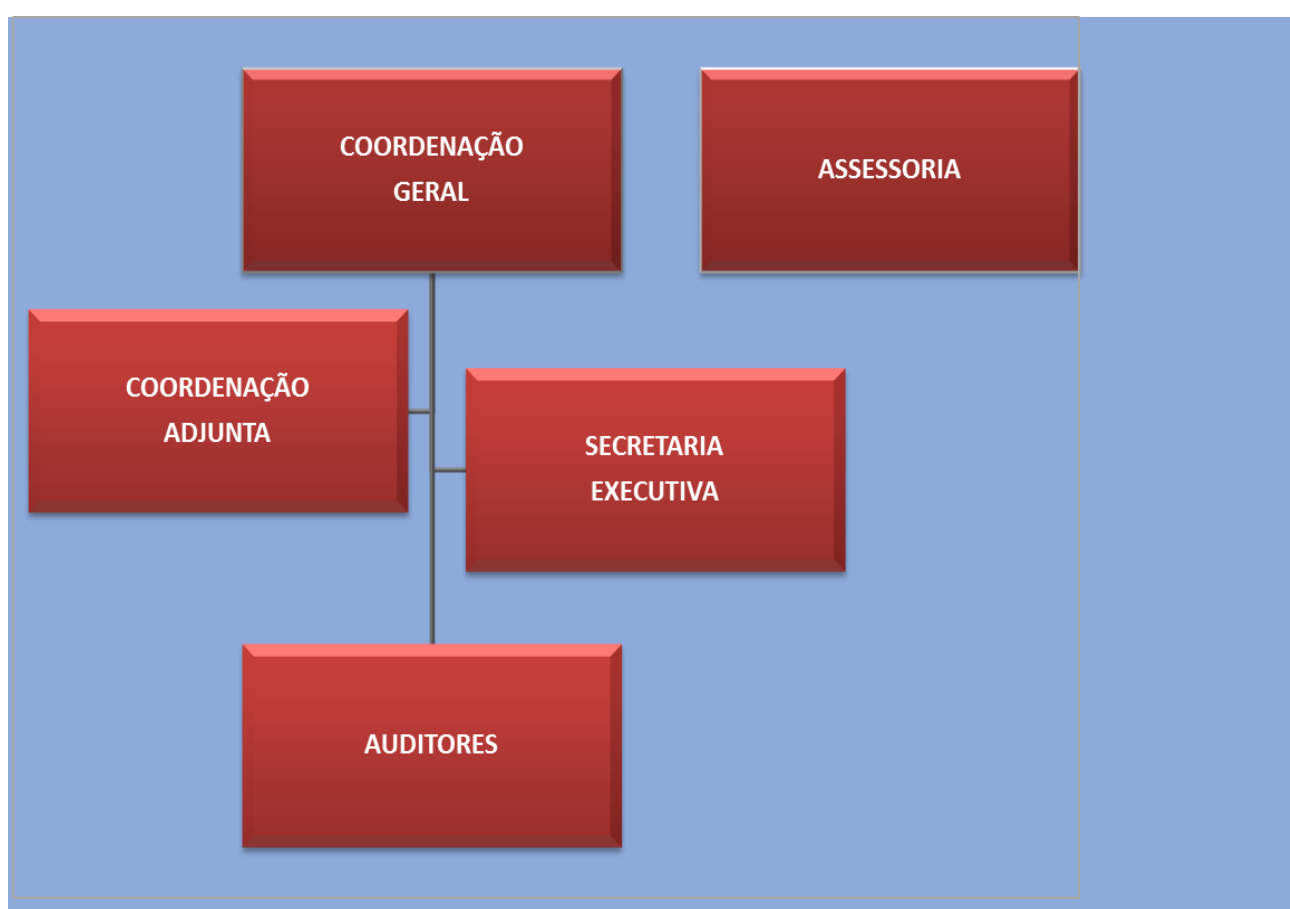 COORDENAÇÃO
GERAL
ASSESSORIA
COORDENAÇÃO
ADJUNTA
SECRETARIA
EXECUTIVA
AUDITORES